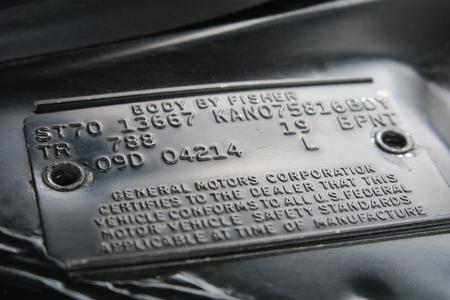 BODY BY FISHER
ST70 13667 KAN075816BDY
TR 788 19 BPNT
09D 04214 L
GENERAL MOTORS CORPORATION
CERTIFIES TO THE DEALER THAT THIS
VEHICLE CONFORMS TO ALL U.S. FEDERAL
MOTOR VEHICLE SAFETY STANDARDS
APPLICABLE AT TIME OF MANUFACTURE